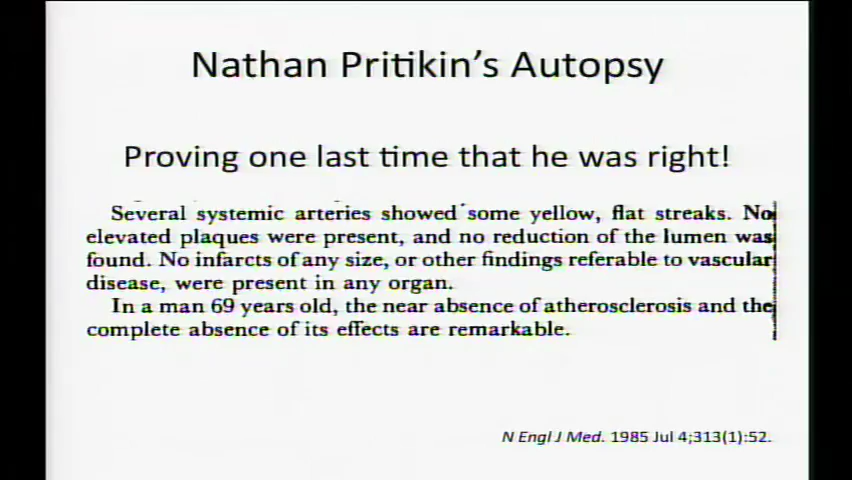 Nathan Pritikin's Autopsy
Proving one last time that he was right!
Several systemic arteries showed some yellow, flat streaks. No
elevated plaques were present, and no reduction of the lumen was
found. No infarcts of any size, or other findings referable to vascular
disease, were present in any organ.
In a man 69 years old, the near absence of atherosclerosis and the
complete absence of its effects are remarkable.
N Engl J Med. 1985 Jul 4;313(1):52.